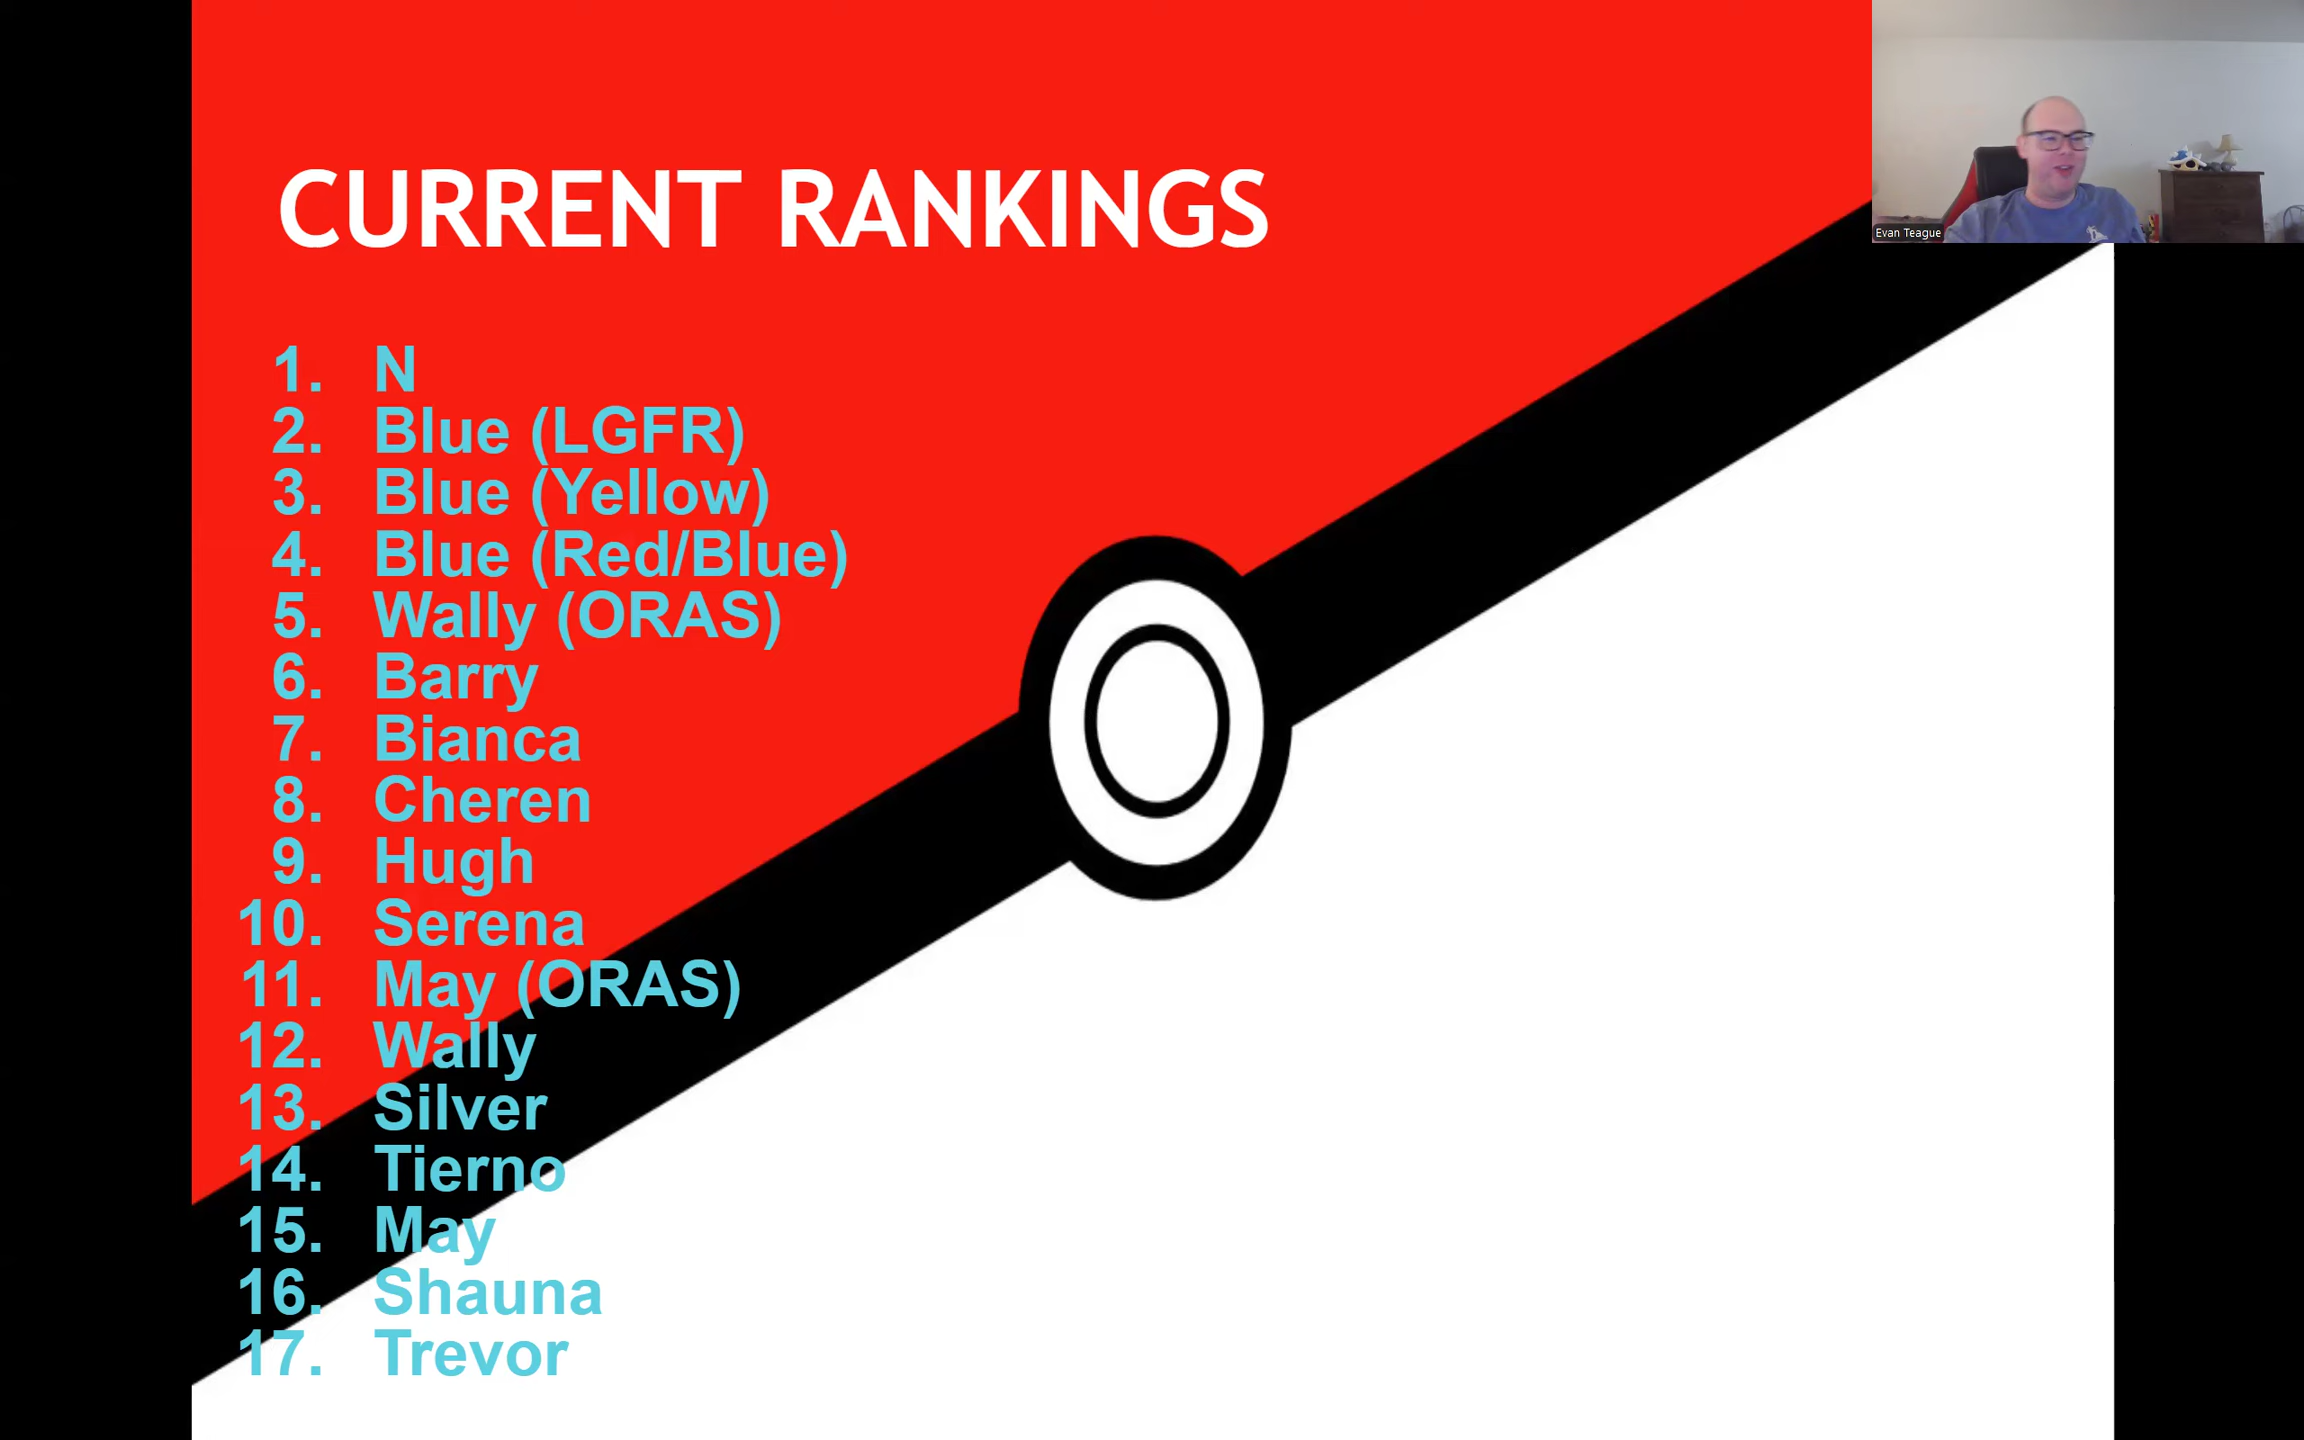 CURRENT RANKINGS
Evan Teague
1. N
2. Blue (LGFR)
3. Blue (Yellow)
4. Blue (Red/Blue)
5. Wally (ORAS)
6. Barry
7. Bianca
8. Cheren
9. Hugh
10. Serena
11. May (ORAS)
12. Wally
13. Silver
14. Tierno
15. May
16. Shauna
17. Trevor